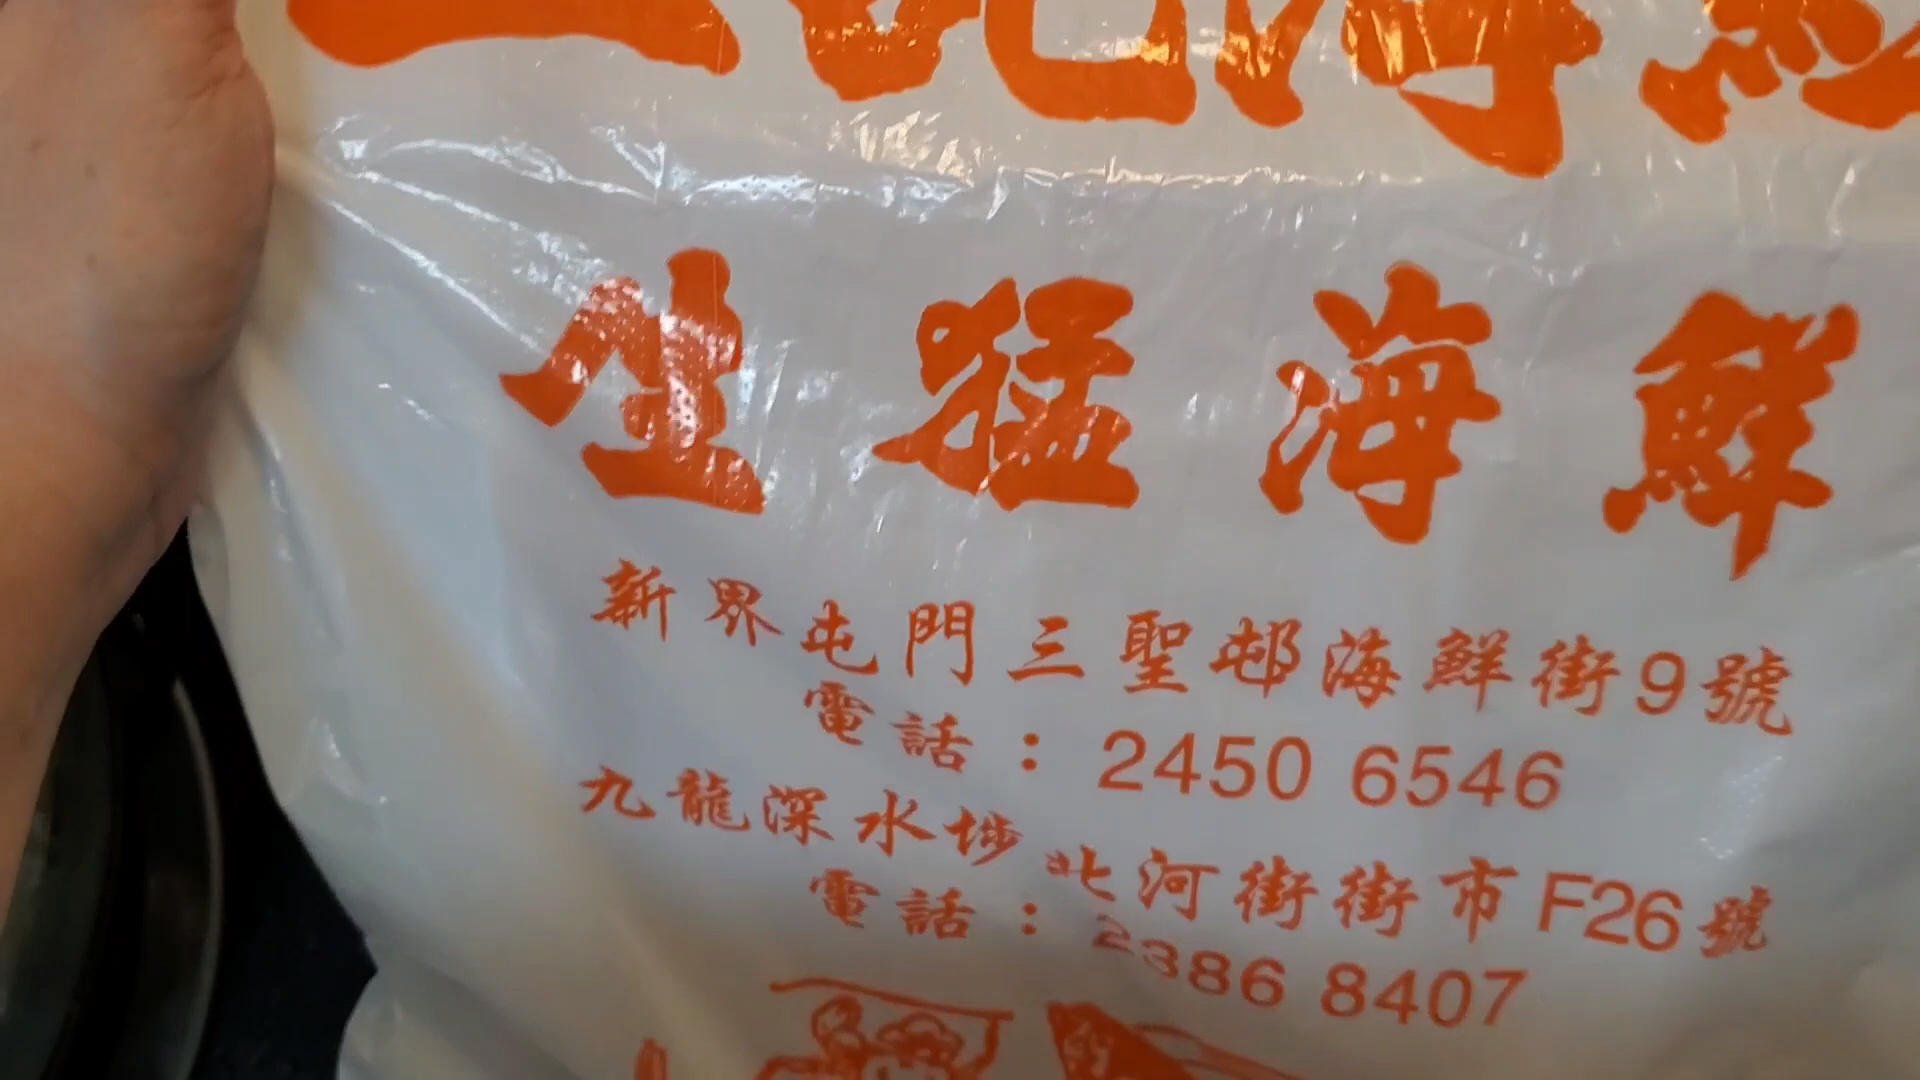 生猛海鮮
新界屯門三聖邨海鮮街9號
電話：2450 6546
九龍深水埗北河街街市F26號
電話：2386 8407